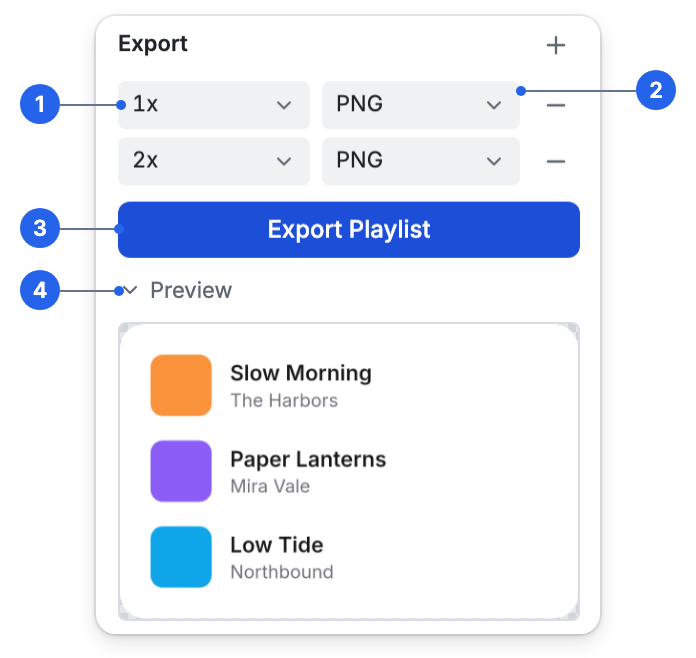 Export
1 1x PNG 2
2x PNG
3 Export Playlist
4 Preview
Slow Morning
The Harbors
Paper Lanterns
Mira Vale
Low Tide
Northbound